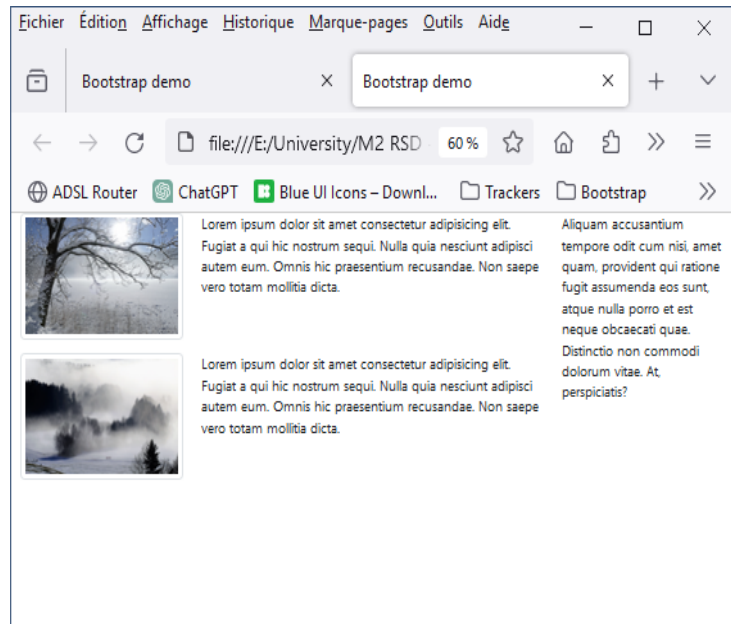 Fichier Édition Affichage Historique Marque-pages Outils Aide
Bootstrap demo
Bootstrap demo
file:///E:/University/M2 RSD
60 %
ADSL Router
ChatGPT
Blue UI Icons – Downl...
Trackers
Bootstrap
Lorem ipsum dolor sit amet consectetur adipisicing elit.
Fugiat a qui hic nostrum sequi. Nulla quia nesciunt adipisci
autem eum. Omnis hic praesentium recusandae. Non saepe
vero totam mollitia dicta.
Lorem ipsum dolor sit amet consectetur adipisicing elit.
Fugiat a qui hic nostrum sequi. Nulla quia nesciunt adipisci
autem eum. Omnis hic praesentium recusandae. Non saepe
vero totam mollitia dicta.
Aliquam accusantium
tempore odit cum nisi, amet
quam, provident qui ratione
fugit assumenda eos sunt,
atque nulla porro et est
neque obcaecati quae.
Distinctio non commodi
dolorum vitae. At,
perspiciatis?